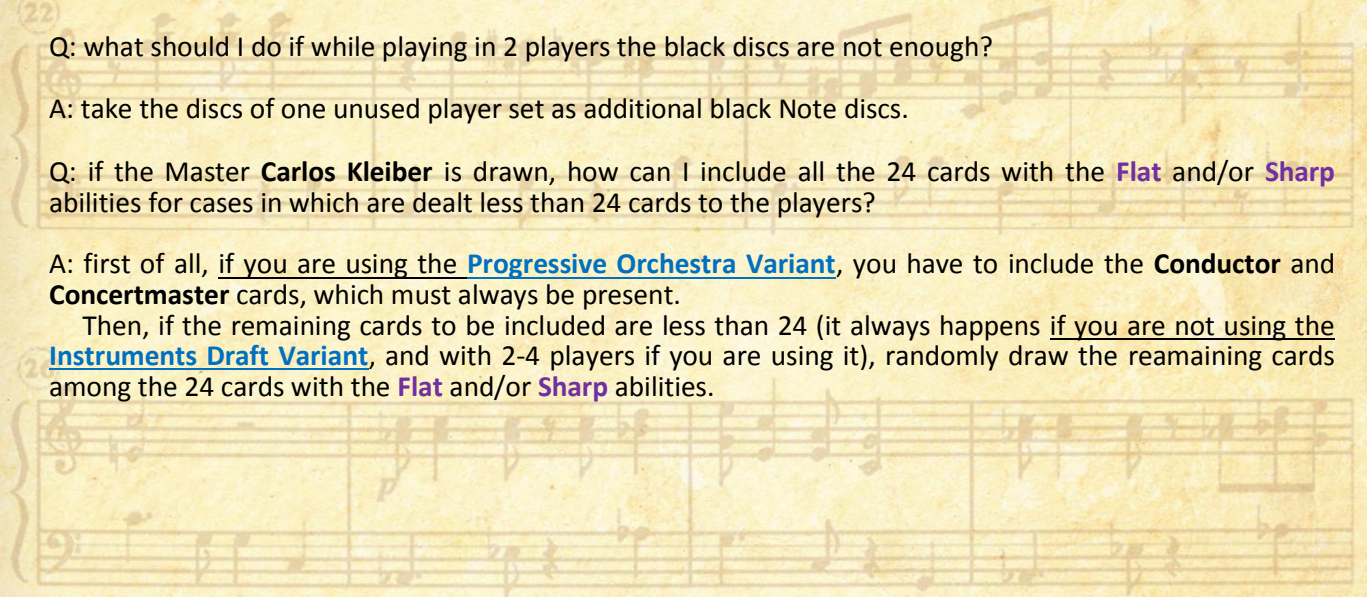 (22)
Q: what should I do if while playing in 2 players the black discs are not enough?
A: take the discs of one unused player set as additional black Note discs.
Q: if the Master Carlos Kleiber is drawn, how can I include all the 24 cards with the Flat and/or Sharp
abilities for cases in which are dealt less than 24 cards to the players?
A: first of all, if you are using the Progressive Orchestra Variant, you have to include the Conductor and
Concertmaster cards, which must always be present.
Then, if the remaining cards to be included are less than 24 (it always happens if you are not using the
Instruments Draft Variant, and with 2-4 players if you are using it), randomly draw the reamaining cards
among the 24 cards with the Flat and/or Sharp abilities.
p